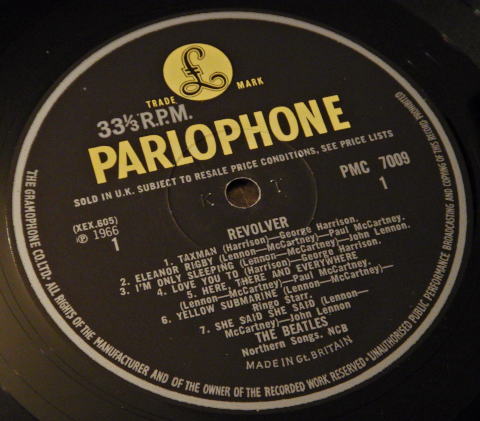 £
TRADE MARK
33⅓ R.P.M.
PARLOPHONE
SOLD IN U.K. SUBJECT TO RESALE PRICE CONDITIONS, SEE PRICE LISTS
K T
(XEX.605)
℗ 1966
1
PMC 7009
1
REVOLVER
1. TAXMAN (Harrison)—George Harrison.
2. ELEANOR RIGBY (Lennon—McCartney)—Paul McCartney.
3. I'M ONLY SLEEPING (Lennon—McCartney)—John Lennon.
4. LOVE YOU TO (Harrison)—George Harrison.
5. HERE, THERE AND EVERYWHERE
(Lennon—McCartney)—Paul McCartney.
6. YELLOW SUBMARINE (Lennon—McCartney)—
Ringo Starr.
7. SHE SAID SHE SAID (Lennon—
McCartney)—John Lennon
THE BEATLES
Northern Songs, NCB
MADE IN GT. BRITAIN
THE GRAMOPHONE CO. LTD. ALL RIGHTS OF THE MANUFACTURER AND OF THE OWNER OF THE RECORDED WORK RESERVED. UNAUTHORISED PUBLIC PERFORMANCE BROADCASTING AND COPYING OF THIS RECORD PROHIBITED